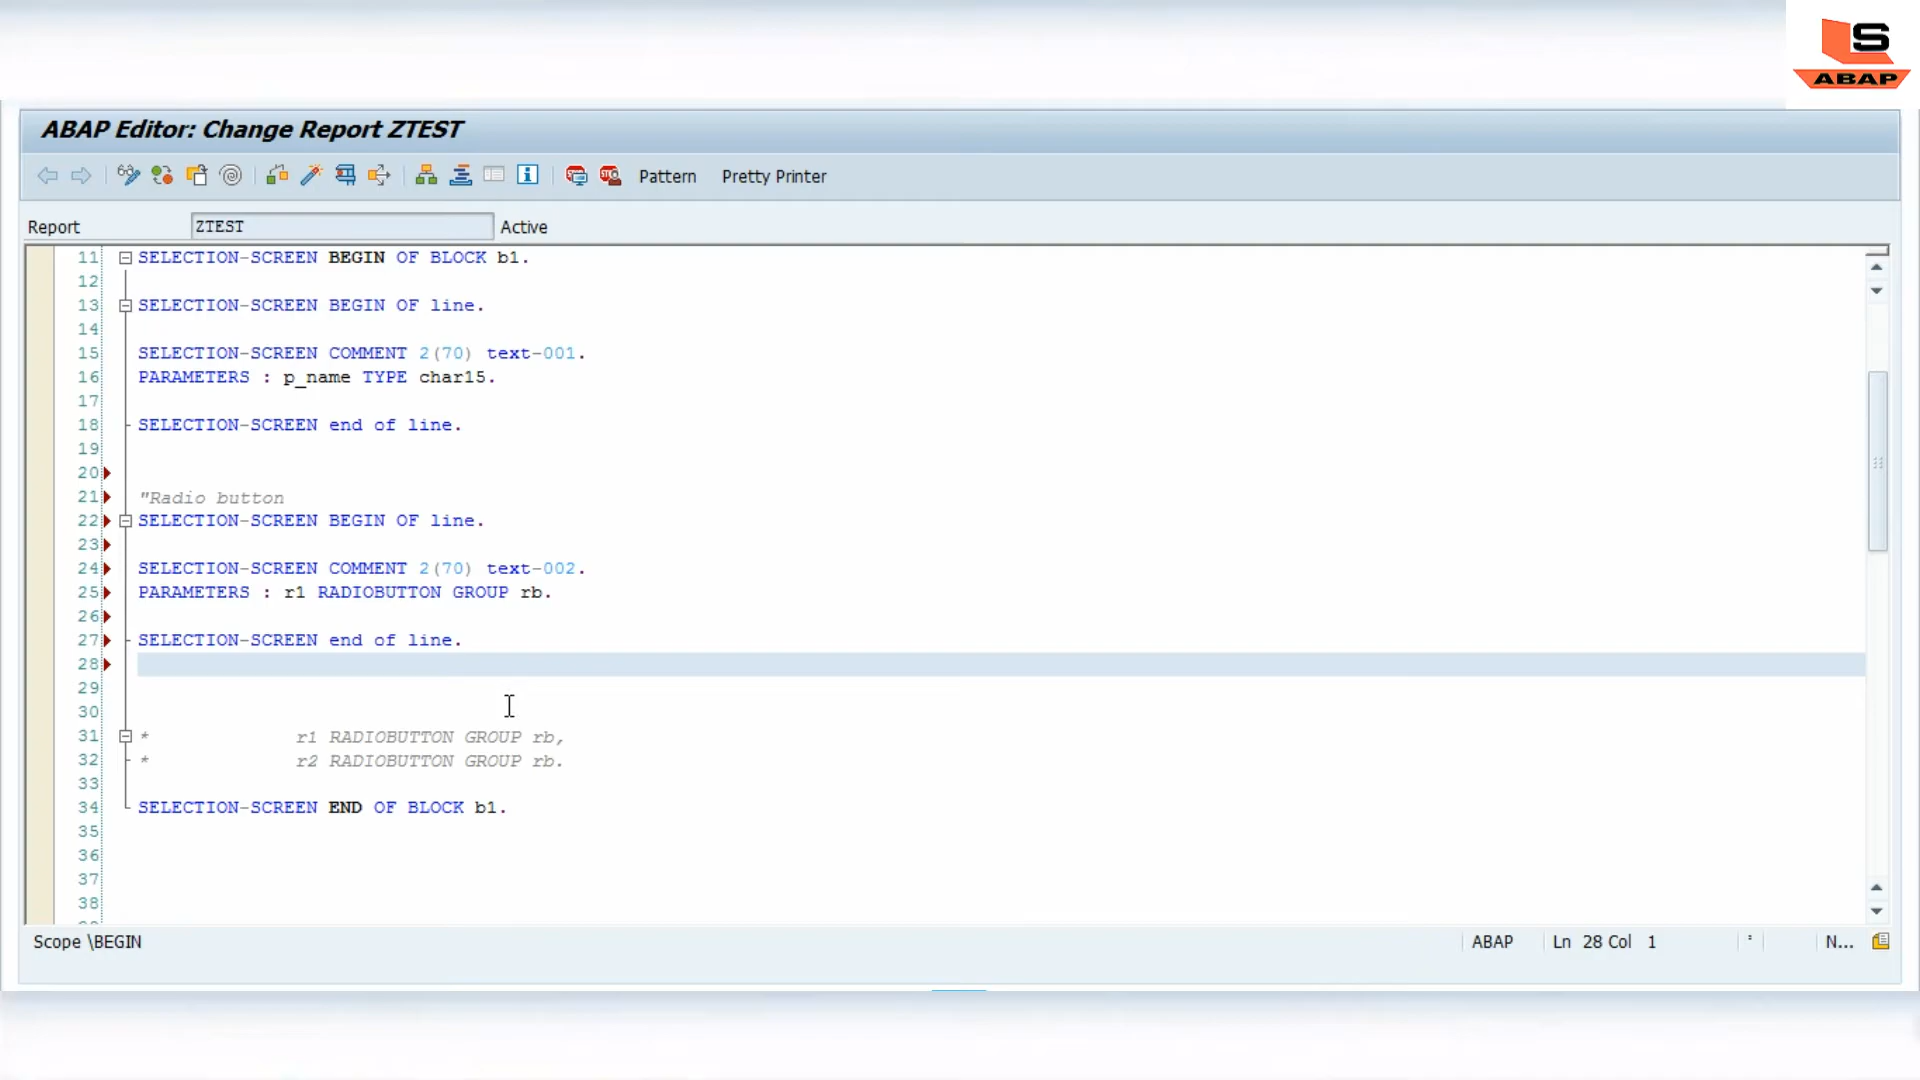 LS
ABAP
ABAP Editor: Change Report ZTEST
Pattern Pretty Printer
Report ZTEST Active
11 SELECTION-SCREEN BEGIN OF BLOCK b1.
12
13 SELECTION-SCREEN BEGIN OF line.
14
15 SELECTION-SCREEN COMMENT 2(70) text-001.
16 PARAMETERS : p_name TYPE char15.
17
18 SELECTION-SCREEN end of line.
19
20
21 "Radio button
22 SELECTION-SCREEN BEGIN OF line.
23
24 SELECTION-SCREEN COMMENT 2(70) text-002.
25 PARAMETERS : r1 RADIOBUTTON GROUP rb.
26
27 SELECTION-SCREEN end of line.
28
29
30
31 * r1 RADIOBUTTON GROUP rb,
32 * r2 RADIOBUTTON GROUP rb.
33
34 SELECTION-SCREEN END OF BLOCK b1.
35
36
37
38
Scope \BEGIN ABAP Ln 28 Col 1 N...